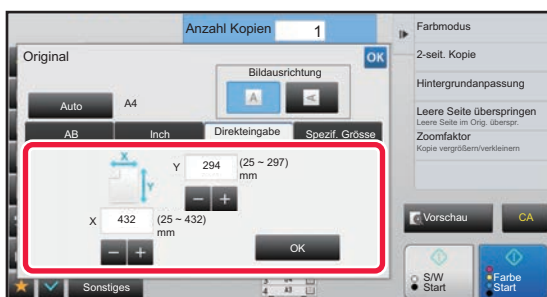 Anzahl Kopien 1
Original
OK
Bildausrichtung
A
A
Auto
A4
AB
Inch
Direkteingabe
Spezif. Grösse
X
Y
Y 294 (25 ~ 297)
mm
X 432 (25 ~ 432)
mm
OK
Sonstiges
A3
Farbmodus
2-seit. Kopie
Hintergrundanpassung
Leere Seite überspringen
Leere Seite im Orig. überspr.
Zoomfaktor
Kopie vergrößern/verkleinern
Vorschau
CA
S/W
Start
Farbe
Start